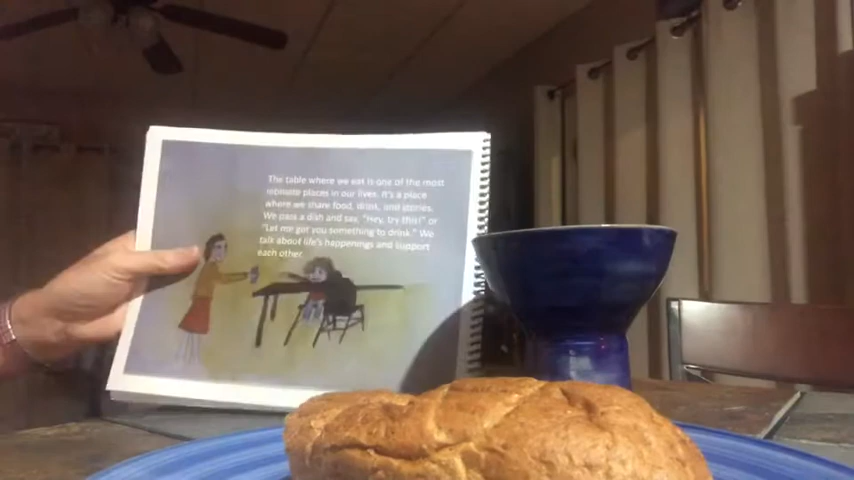 The table where we eat is one of the most
intimate places in our lives. It's a place
where we share food, drink, and stories.
We pass a dish and say, "Hey, try this!" or
"Let me get you something to drink." We
talk about life's happenings and support
each other.